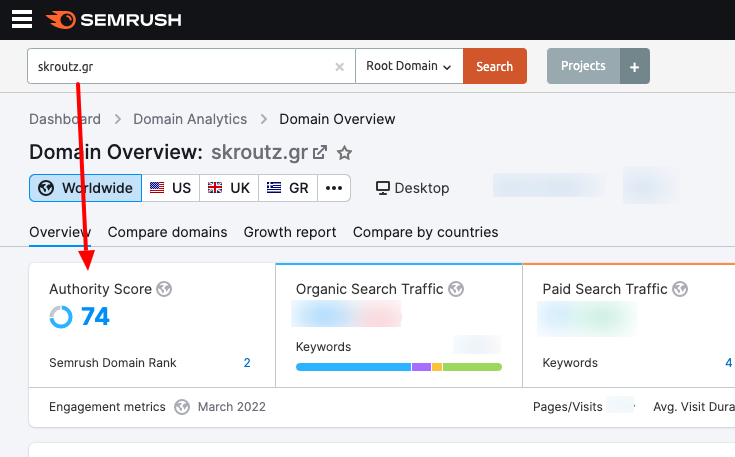 SEMRUSH
skroutz.gr × Root Domain Search Projects +
Dashboard > Domain Analytics > Domain Overview
Domain Overview: skroutz.gr
Worldwide US UK GR ••• Desktop
Overview Compare domains Growth report Compare by countries
Authority Score Organic Search Traffic Paid Search Traffic
74
Keywords
Semrush Domain Rank 2 Keywords 4
Engagement metrics March 2022 Pages/Visits Avg. Visit Dura